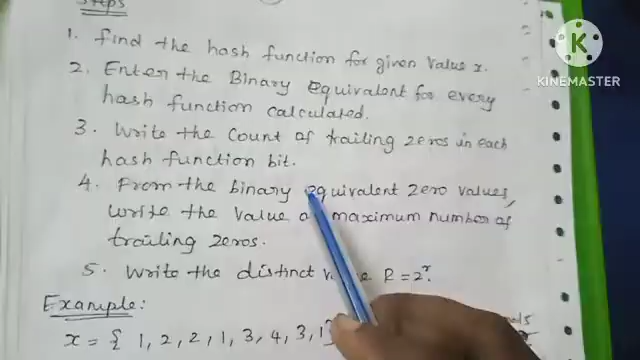 Steps
1. Find the hash function for given value x.
2. Enter the Binary equivalent for every
hash function calculated.
3. Write the count of trailing zeros in each
hash function bit.
4. From the binary equivalent zero values,
write the value of maximum number of
trailing zeros.
5. Write the distinct R = 2^r.
Example:
x = { 1, 2, 2, 1, 3, 4, 3, 1
K
KINEMASTER